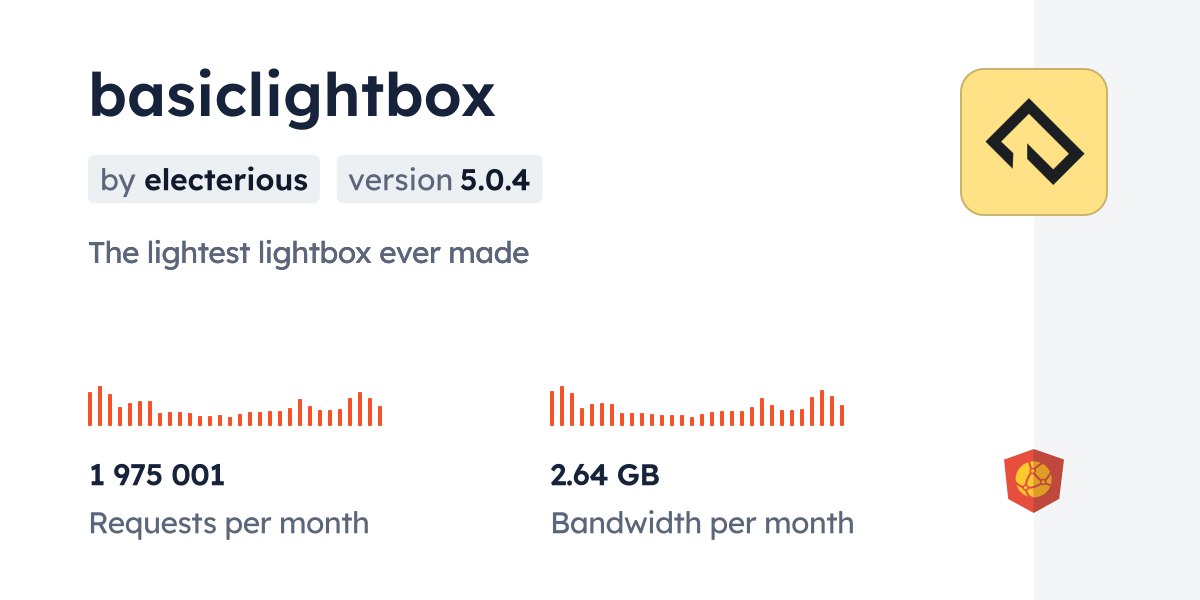 basiclightbox
by electerious version 5.0.4
The lightest lightbox ever made
1 975 001 2.64 GB
Requests per month Bandwidth per month